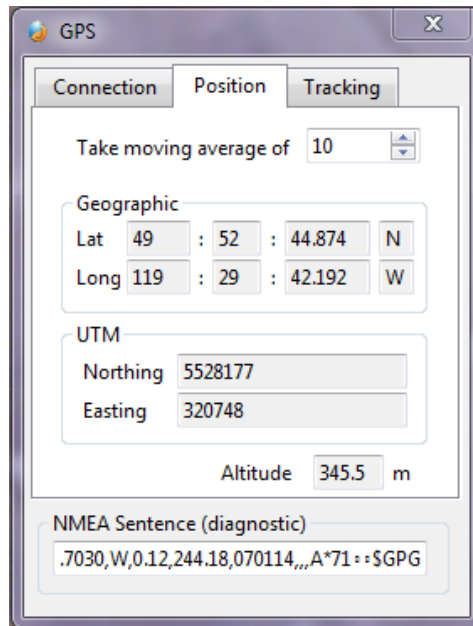 GPS
Connection Position Tracking
Take moving average of 10
Geographic
Lat 49 : 52 : 44.874 N
Long 119 : 29 : 42.192 W
UTM
Northing 5528177
Easting 320748
Altitude 345.5 m
NMEA Sentence (diagnostic)
.7030,W,0.12,244.18,070114,,,A*71¤¤$GPG